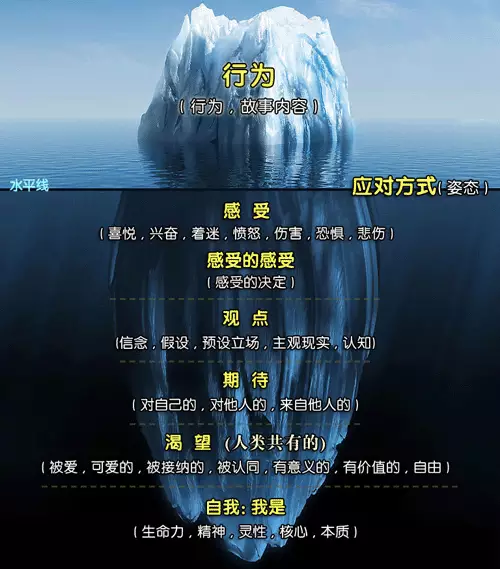 行为
（行为，故事内容）
水平线
应对方式（姿态）
感 受
（喜悦，兴奋，着迷，愤怒，伤害，恐惧，悲伤）
感受的感受
（感受的决定）
观 点
(信念，假设，预设立场，主观现实，认知)
期 待
（对自己的，对他人的，来自他人的）
渴 望 (人类共有的)
（被爱，可爱的，被接纳的，被认同，有意义的，有价值的，自由）
自我: 我是
（生命力，精神，灵性，核心，本质）